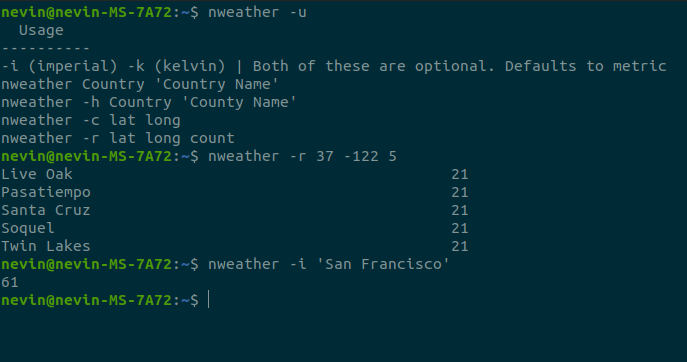 nevin@nevin-MS-7A72:~$ nweather -u
  Usage
----------
-i (imperial) -k (kelvin) | Both of these are optional. Defaults to metric
nweather Country 'Country Name'
nweather -h Country 'County Name'
nweather -c lat long
nweather -r lat long count
nevin@nevin-MS-7A72:~$ nweather -r 37 -122 5
Live Oak                                          21
Pasatiempo                                        21
Santa Cruz                                        21
Soquel                                            21
Twin Lakes                                        21
nevin@nevin-MS-7A72:~$ nweather -i 'San Francisco'
61
nevin@nevin-MS-7A72:~$